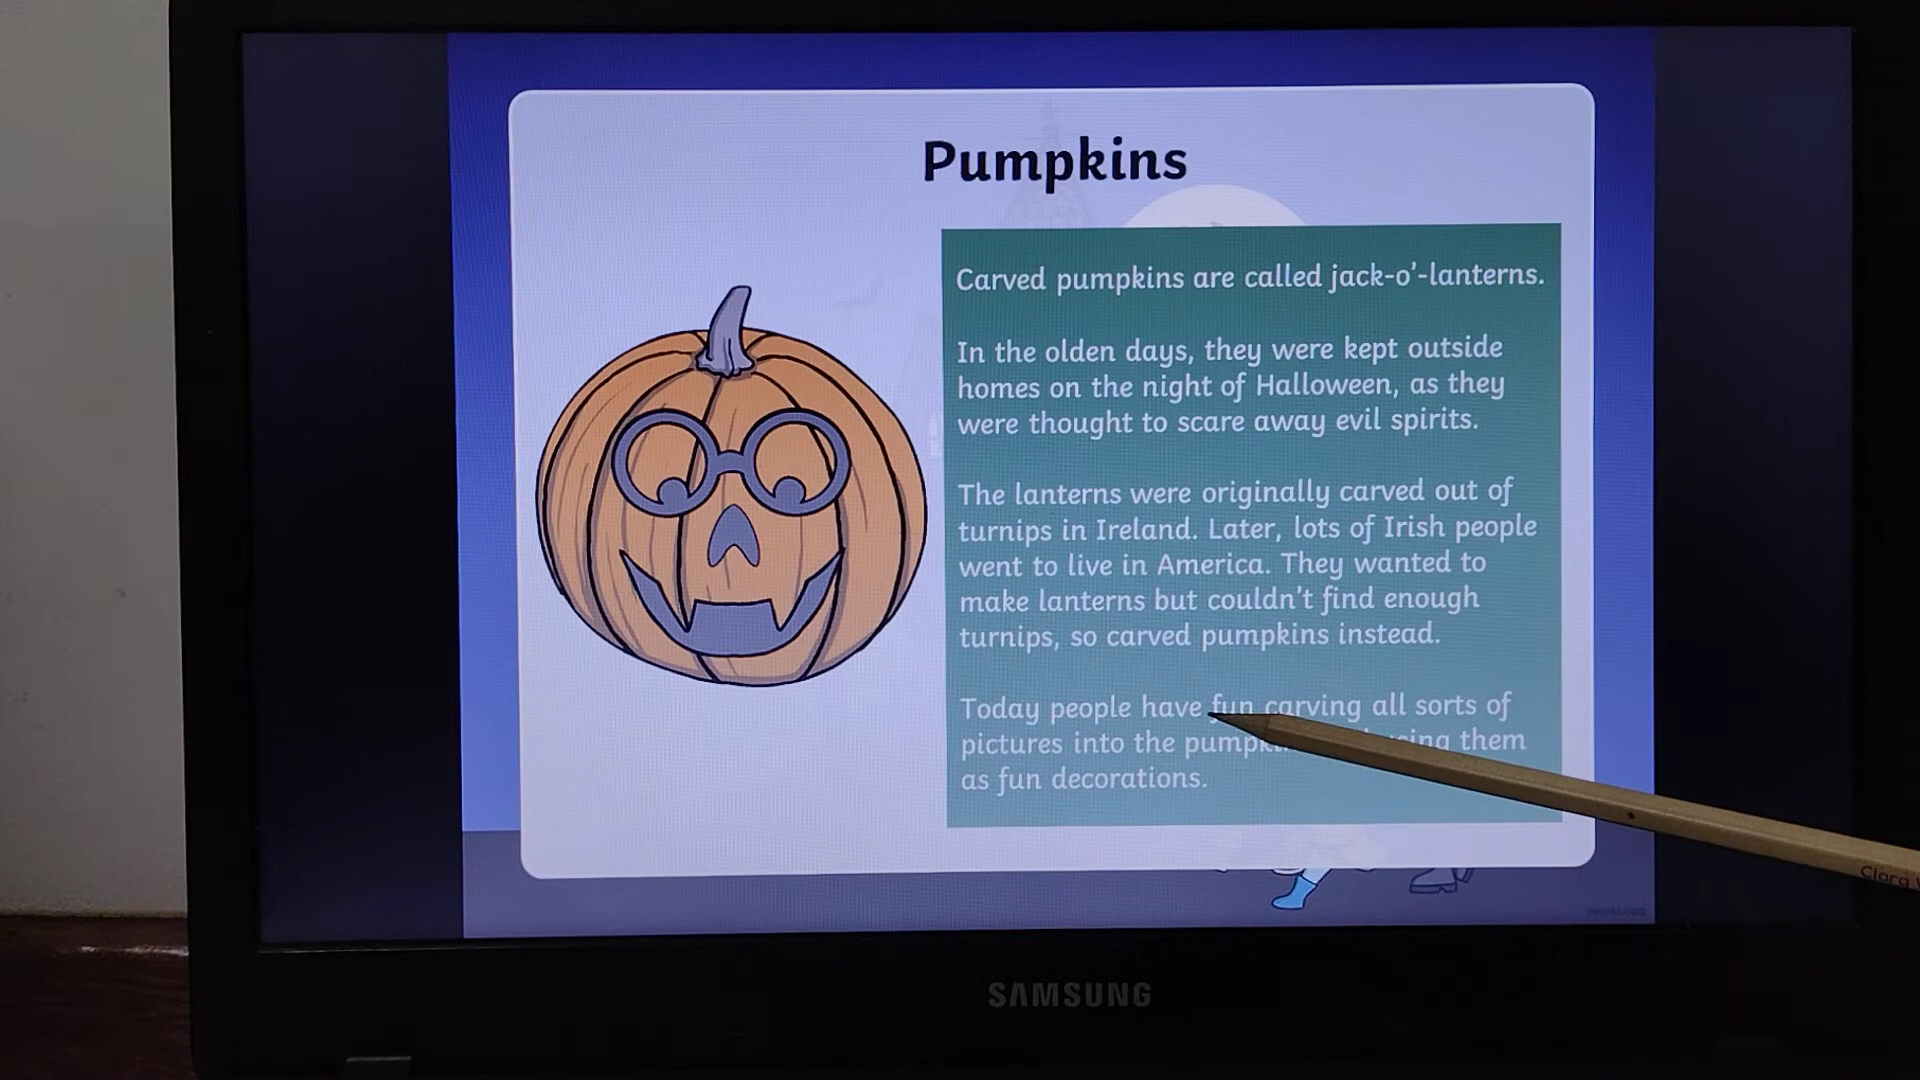 Pumpkins
Carved pumpkins are called jack-o'-lanterns.
In the olden days, they were kept outside
homes on the night of Halloween, as they
were thought to scare away evil spirits.
The lanterns were originally carved out of
turnips in Ireland. Later, lots of Irish people
went to live in America. They wanted to
make lanterns but couldn't find enough
turnips, so carved pumpkins instead.
Today people have fun carving all sorts of
pictures into the them
as fun decorations.
SAMSUNG
Clara